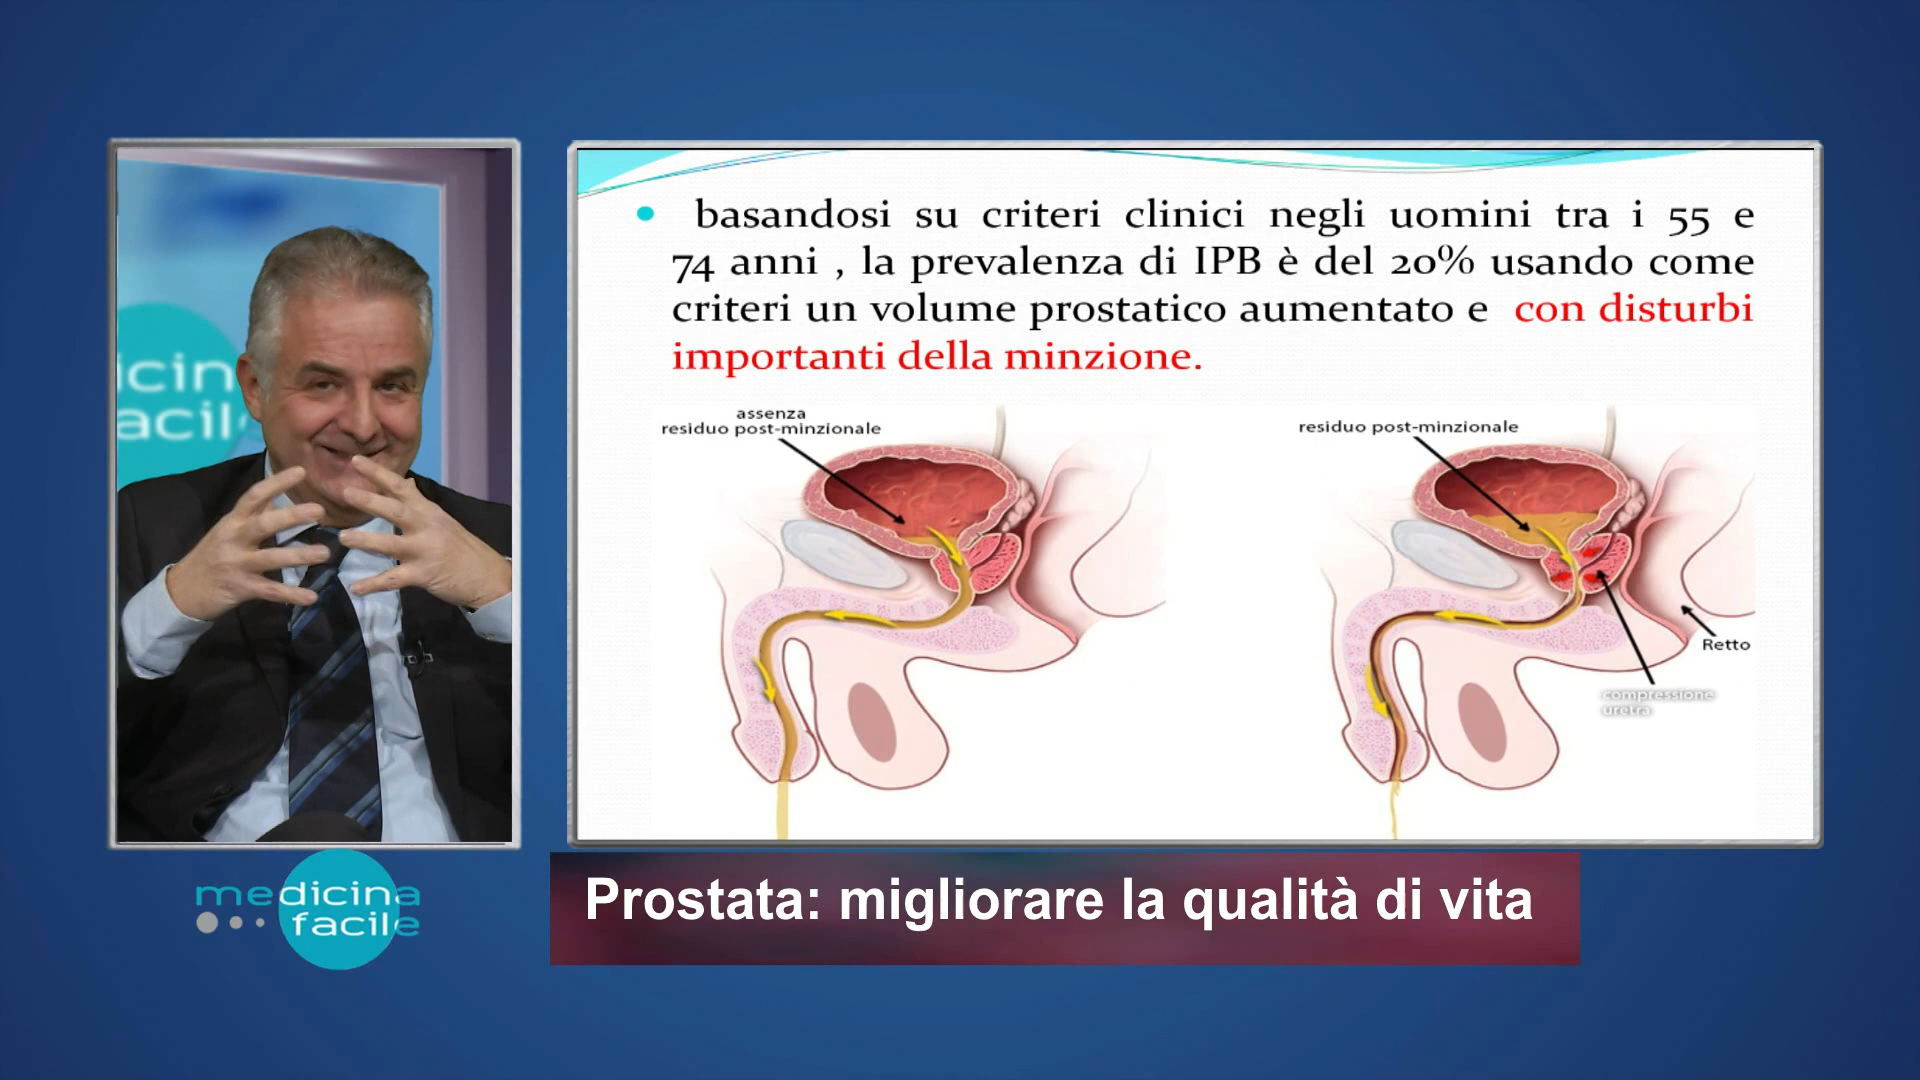 basandosi su criteri clinici negli uomini tra i 55 e
74 anni , la prevalenza di IPB è del 20% usando come
criteri un volume prostatico aumentato e con disturbi
importanti della minzione.
assenza
residuo post-minzionale
residuo post-minzionale
Retto
compressione
uretra
icin
acile
Prostata: migliorare la qualità di vita
medicina
facile